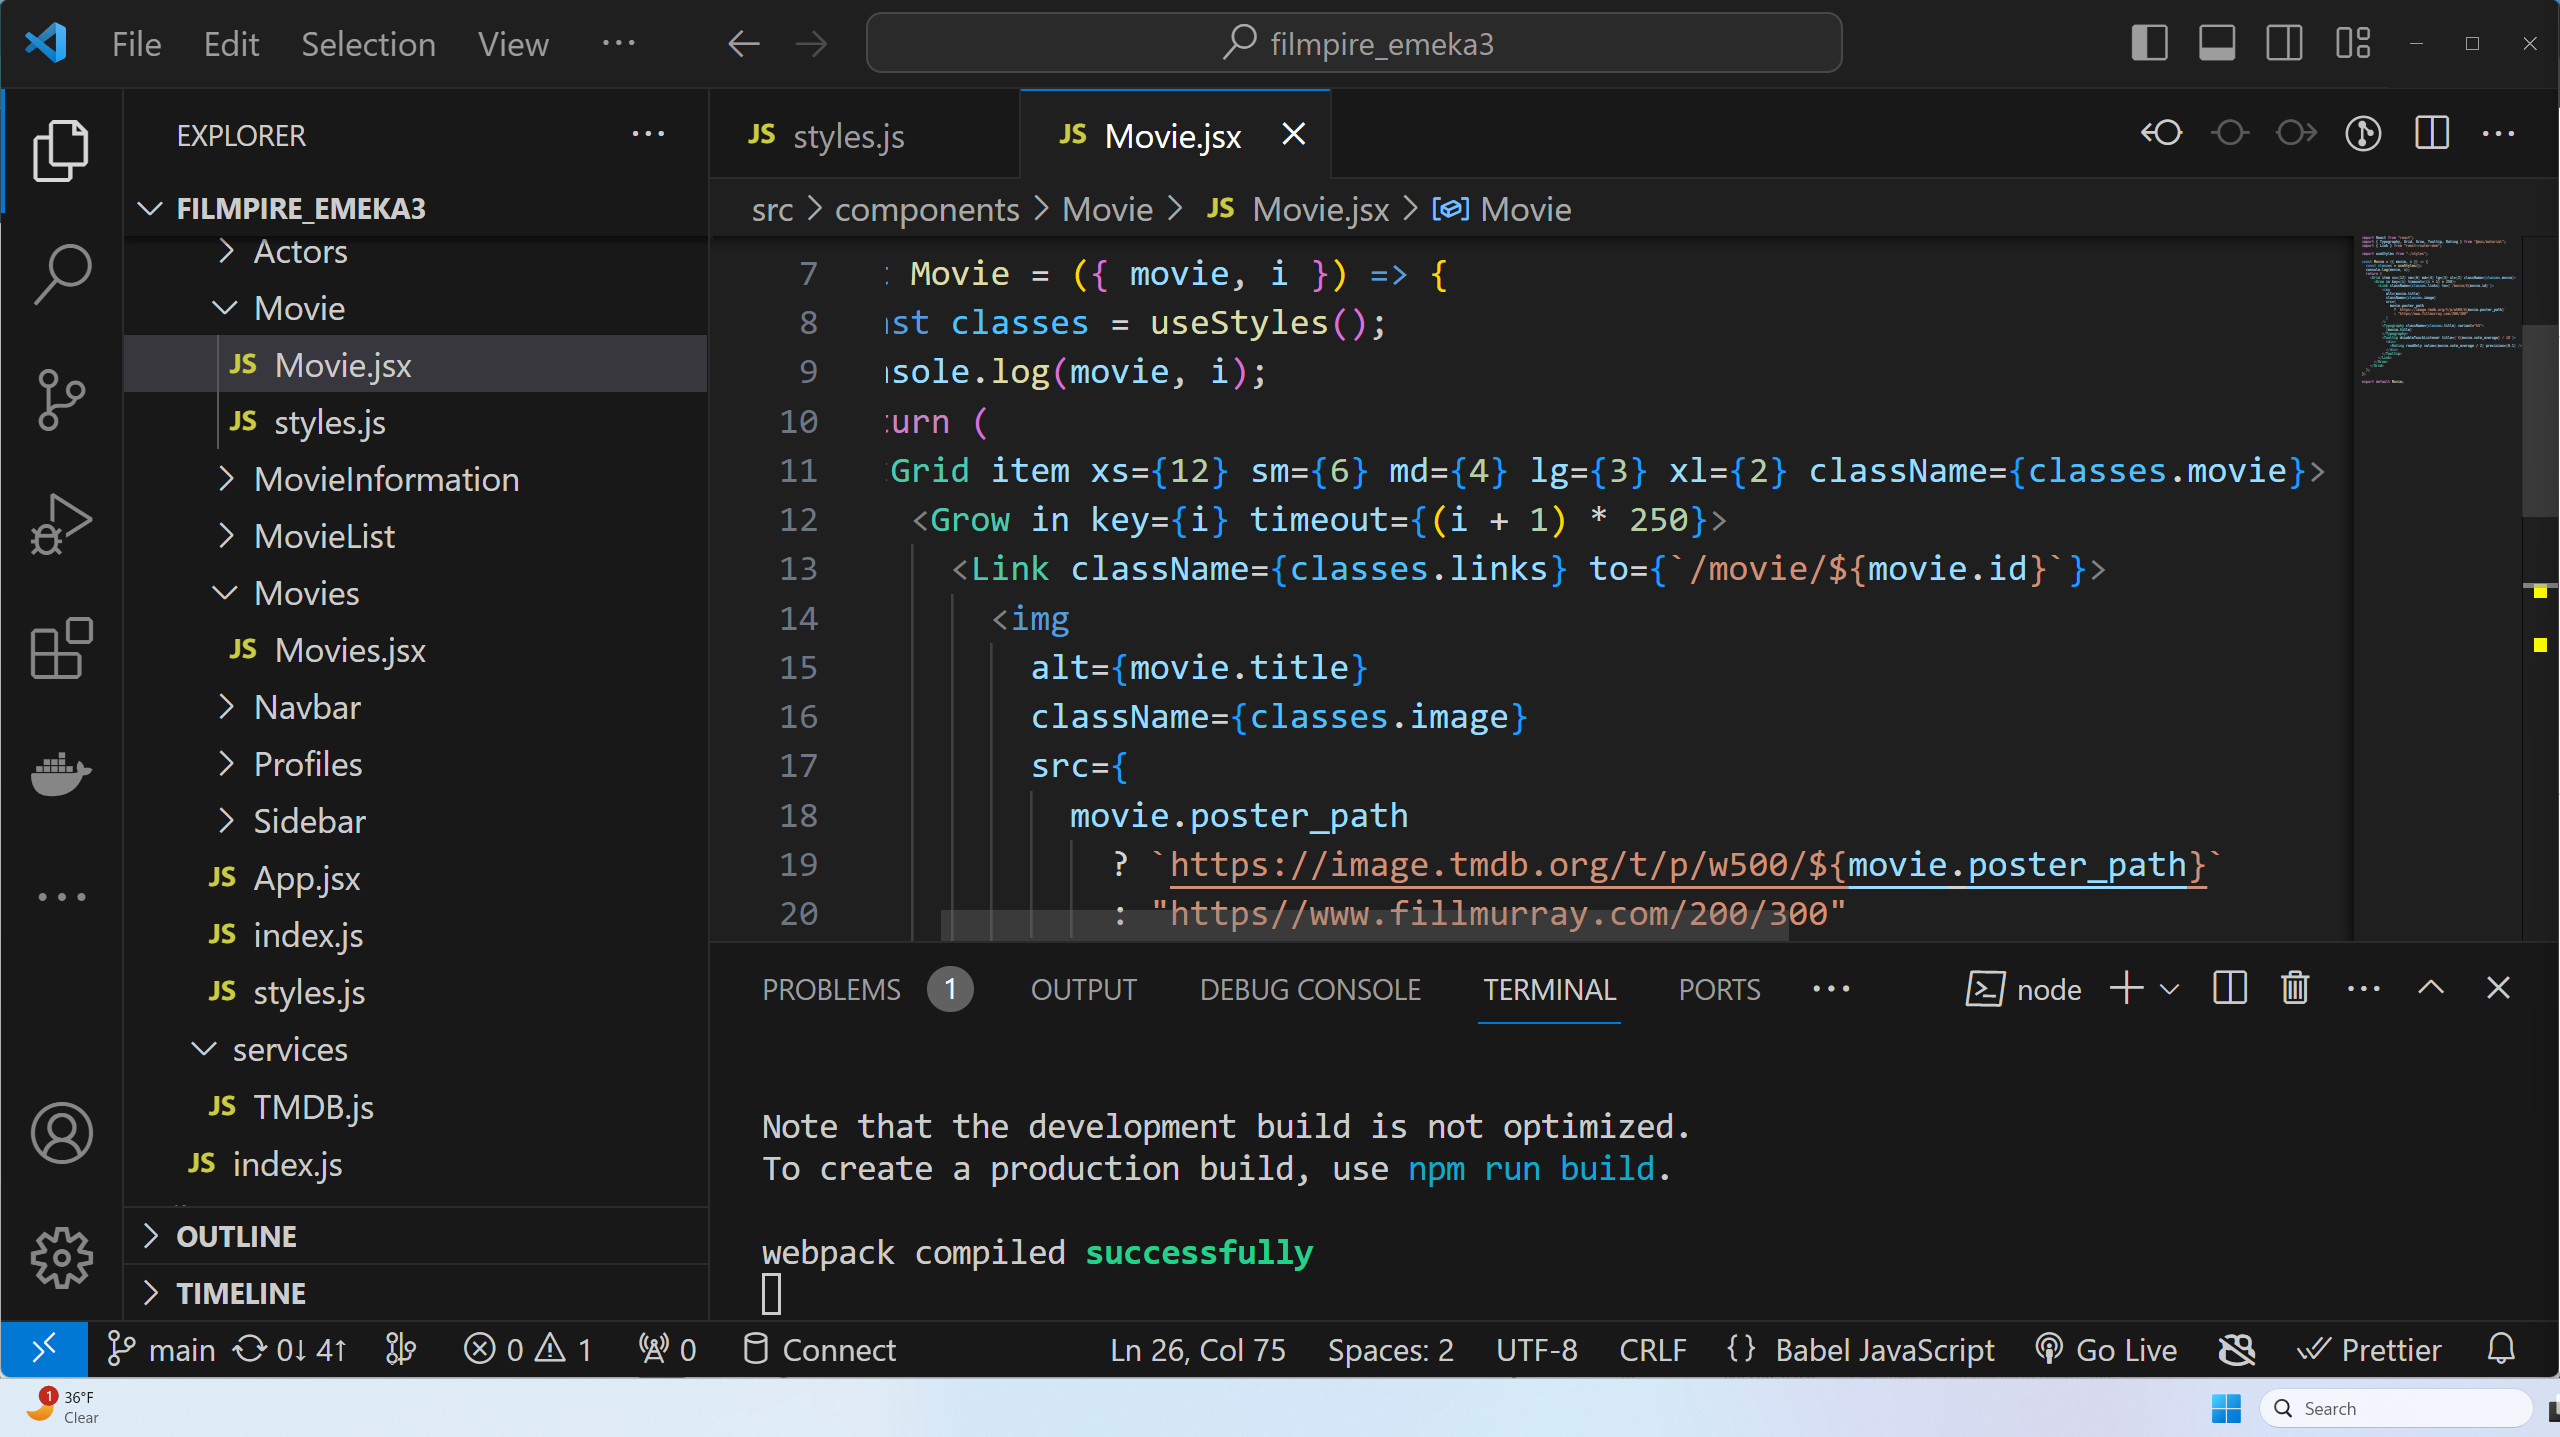 File Edit Selection View ··· filmpire_emeka3
EXPLORER
FILMPIRE_EMEKA3
Actors
Movie
JS Movie.jsx
JS styles.js
MovieInformation
MovieList
Movies
JS Movies.jsx
Navbar
Profiles
Sidebar
JS App.jsx
JS index.js
JS styles.js
services
JS TMDB.js
JS index.js
OUTLINE
TIMELINE
JS styles.js JS Movie.jsx
src > components > Movie > JS Movie.jsx > Movie
7 Movie = ({ movie, i }) => {
8 st classes = useStyles();
9 sole.log(movie, i);
10 urn (
11 Grid item xs={12} sm={6} md={4} lg={3} xl={2} className={classes.movie}>
12 <Grow in key={i} timeout={(i + 1) * 250}>
13 <Link className={classes.links} to={`/movie/${movie.id}`}>
14 <img
15 alt={movie.title}
16 className={classes.image}
17 src={
18 movie.poster_path
19 ? `https://image.tmdb.org/t/p/w500/${movie.poster_path}`
20 : "https//www.fillmurray.com/200/300"
PROBLEMS 1 OUTPUT DEBUG CONSOLE TERMINAL PORTS ··· node
Note that the development build is not optimized.
To create a production build, use npm run build.
webpack compiled successfully
main 0↓ 4↑ 0 1 0 Connect Ln 26, Col 75 Spaces: 2 UTF-8 CRLF {} Babel JavaScript Go Live Prettier
1 36°F
Clear
Search